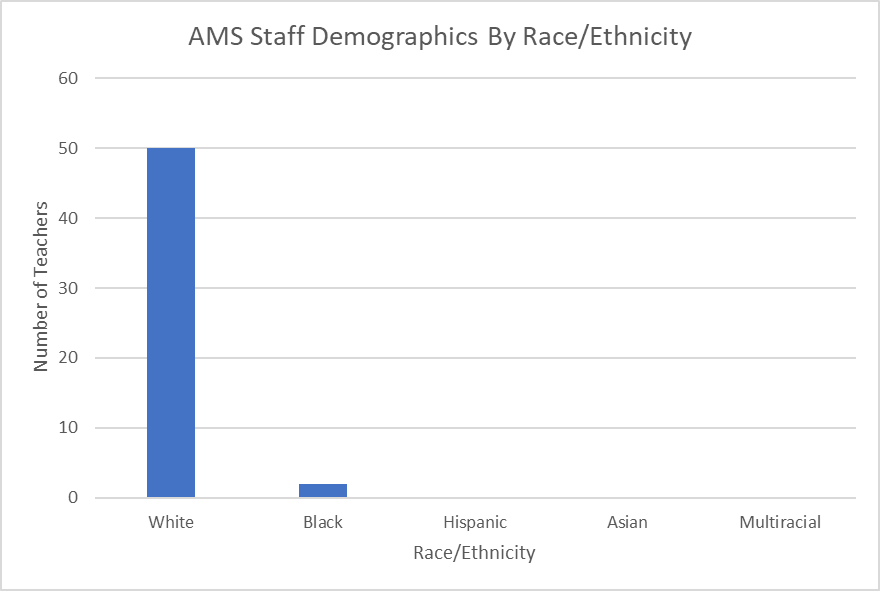 AMS Staff Demographics By Race/Ethnicity
60
50
40
30
20
10
0
Number of Teachers
White Black Hispanic Asian Multiracial
Race/Ethnicity